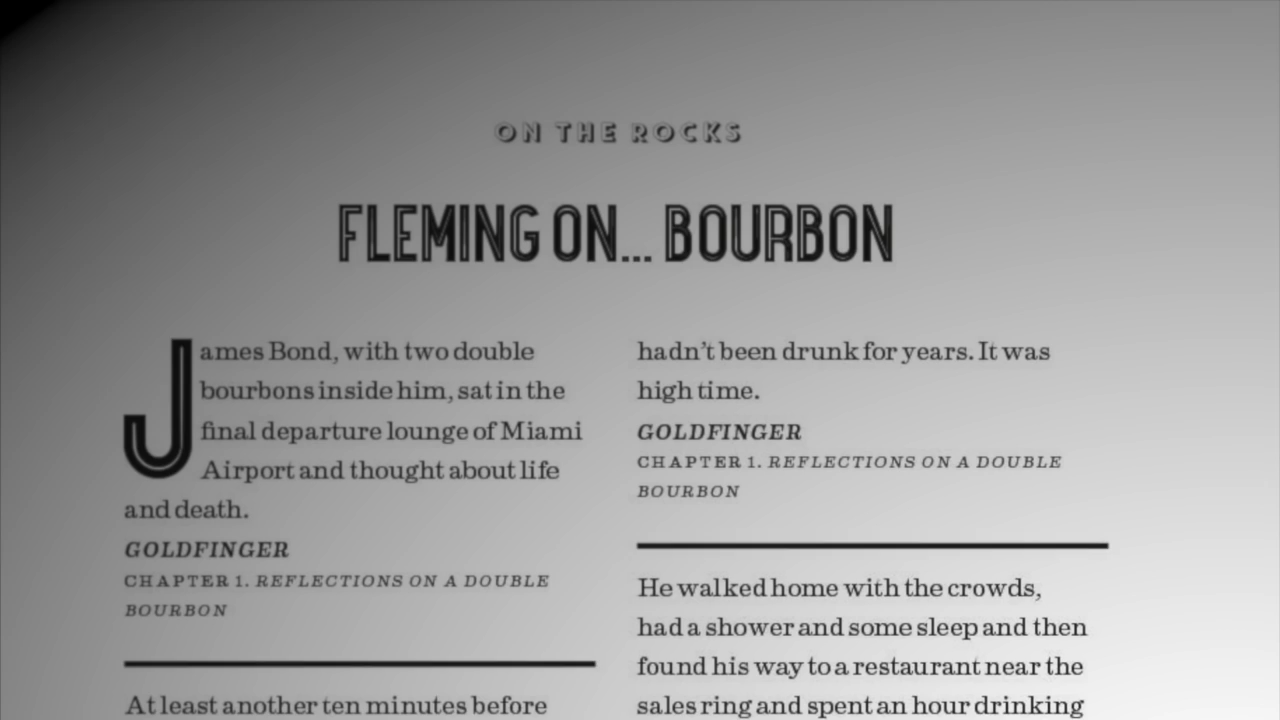 ON THE ROCKS
FLEMING ON... BOURBON
James Bond, with two double
bourbons inside him, sat in the
final departure lounge of Miami
Airport and thought about life
and death.
GOLDFINGER
CHAPTER 1. REFLECTIONS ON A DOUBLE
BOURBON
At least another ten minutes before
hadn't been drunk for years. It was
high time.
GOLDFINGER
CHAPTER 1. REFLECTIONS ON A DOUBLE
BOURBON
He walked home with the crowds,
had a shower and some sleep and then
found his way to a restaurant near the
sales ring and spent an hour drinking